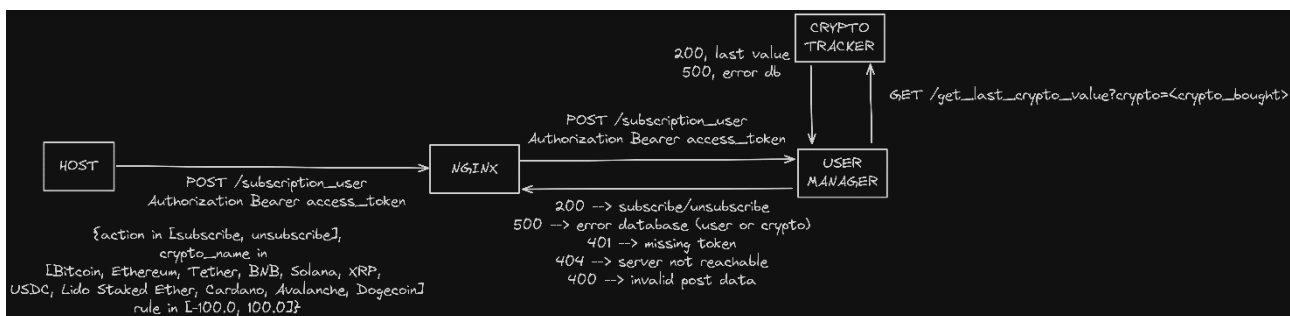 CRYPTO
TRACKER
200, last value
500, error db
GET /get_last_crypto_value?crypto=<crypto_bought>
POST /subscription_user
Authorization Bearer access_token
HOST
NGINX
USER
MANAGER
POST /subscription_user
Authorization Bearer access_token
200 --> subscribe/unsubscribe
500 --> error database (user or crypto)
401 --> missing token
404 --> server not reachable
400 --> invalid post data
{action in [subscribe, unsubscribe],
crypto_name in
[Bitcoin, Ethereum, Tether, BNB, Solana, XRP,
USDC, Lido Staked Ether, Cardano, Avalanche, Dogecoin]
rule in [-100.0, 100.0]}